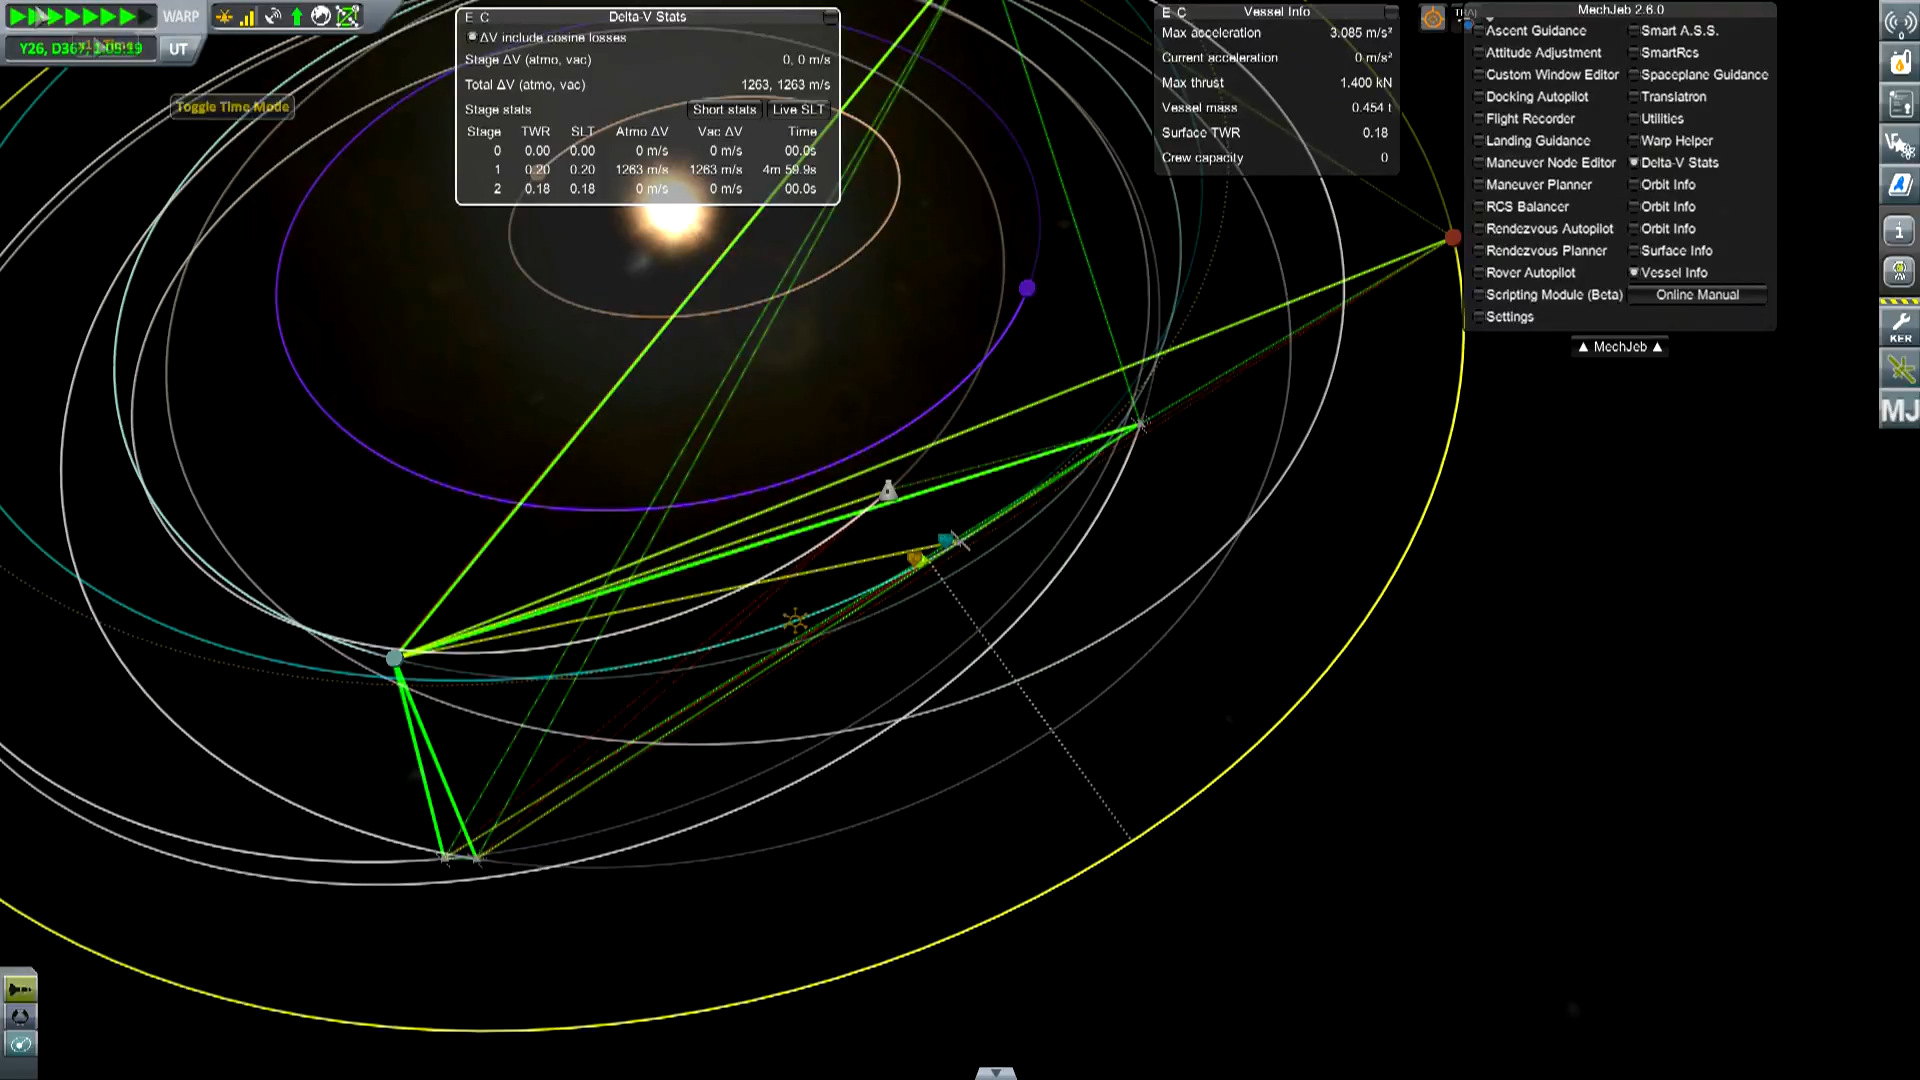 WARP
Y26, D367, 1:05:19
UT
Toggle Time Mode
E C Delta-V Stats
ΔV include cosine losses
Stage ΔV (atmo, vac) 0, 0 m/s
Total ΔV (atmo, vac) 1263, 1263 m/s
Stage stats Short stats Live SLT
Stage TWR SLT Atmo ΔV Vac ΔV Time
0 0.00 0.00 0 m/s 0 m/s 00.0s
1 0.20 0.20 1263 m/s 1263 m/s 4m 59.9s
2 0.18 0.18 0 m/s 0 m/s 00.0s
E C Vessel Info
Max acceleration 3.085 m/s²
Current acceleration 0 m/s²
Max thrust 1.400 kN
Vessel mass 0.454 t
Surface TWR 0.18
Crew capacity 0
MechJeb 2.6.0
Ascent Guidance Smart A.S.S.
Attitude Adjustment SmartRcs
Custom Window Editor Spaceplane Guidance
Docking Autopilot Translatron
Flight Recorder Utilities
Landing Guidance Warp Helper
Maneuver Node Editor Delta-V Stats
Maneuver Planner Orbit Info
RCS Balancer Orbit Info
Rendezvous Autopilot Orbit Info
Rendezvous Planner Surface Info
Rover Autopilot Vessel Info
Scripting Module (Beta) Online Manual
Settings
▲ MechJeb ▲
KER
MJ